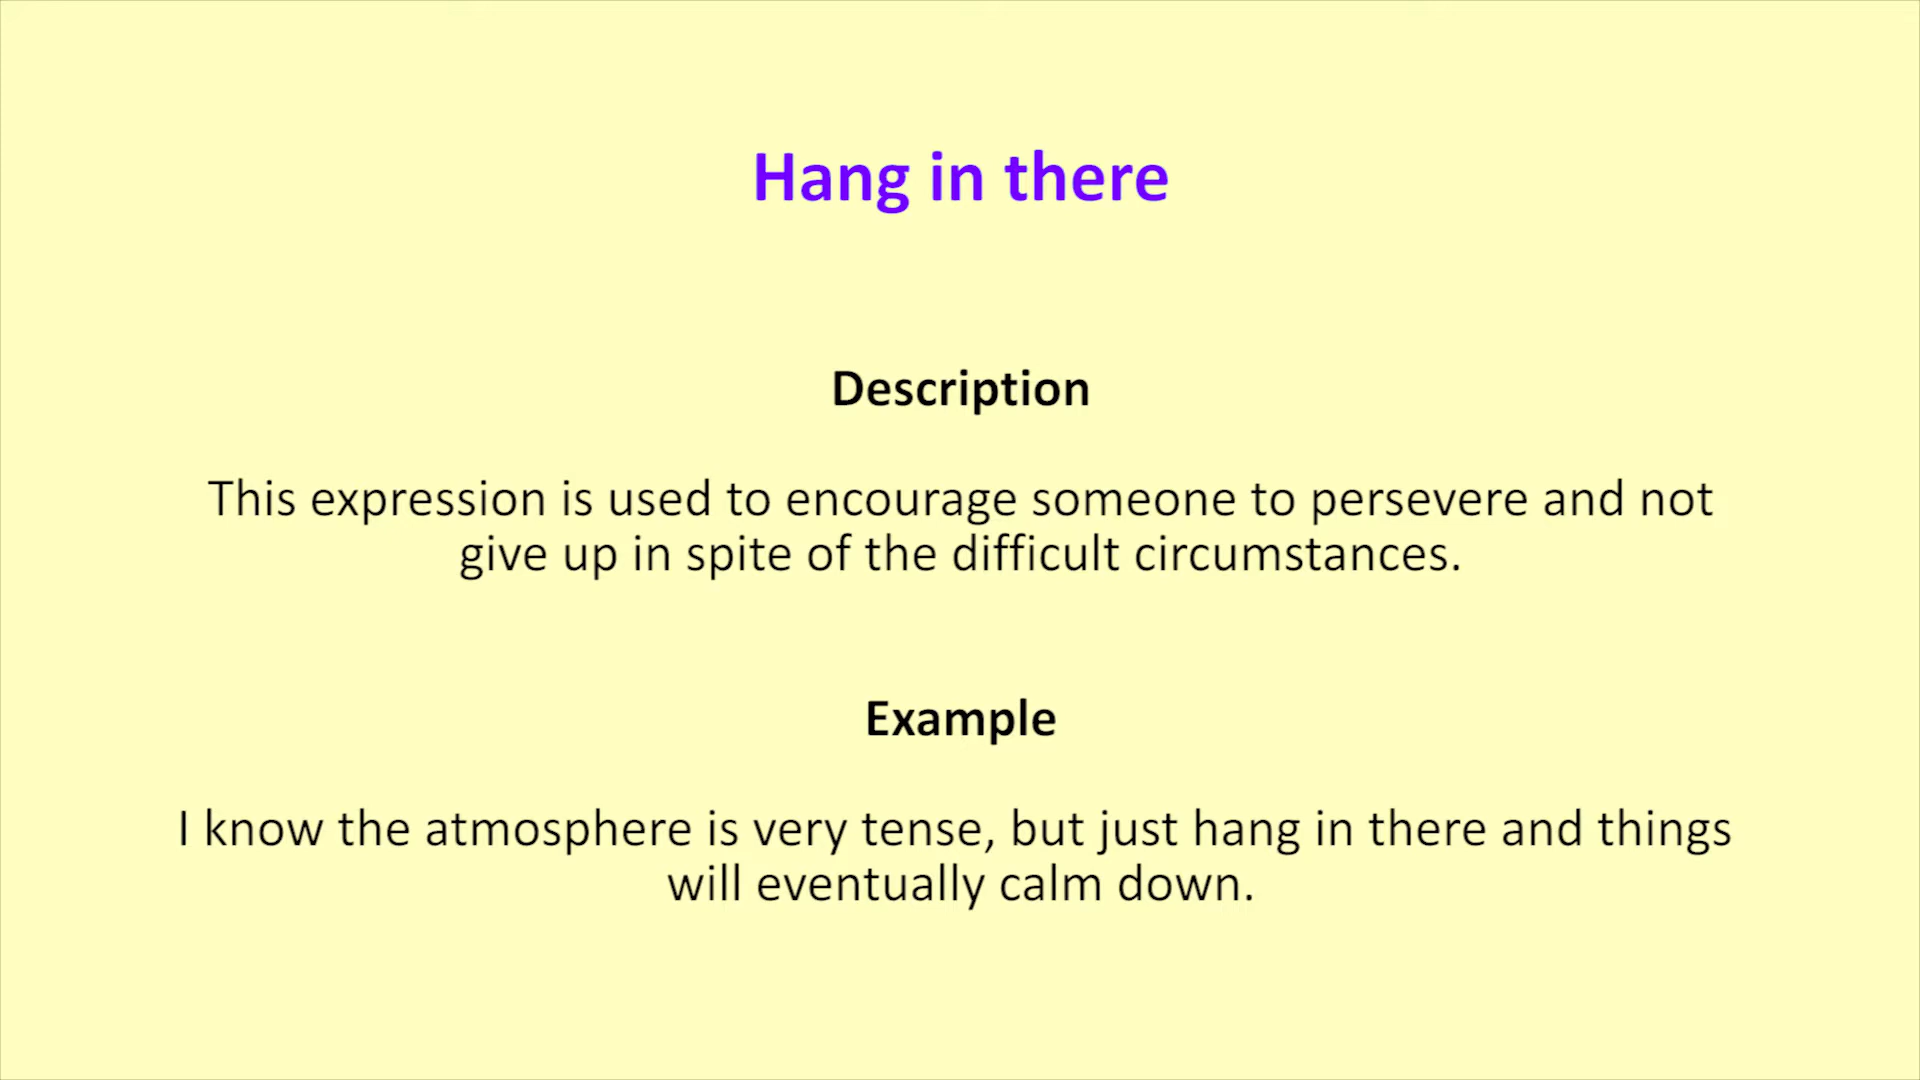 Hang in there
Description
This expression is used to encourage someone to persevere and not
give up in spite of the difficult circumstances.
Example
I know the atmosphere is very tense, but just hang in there and things
will eventually calm down.